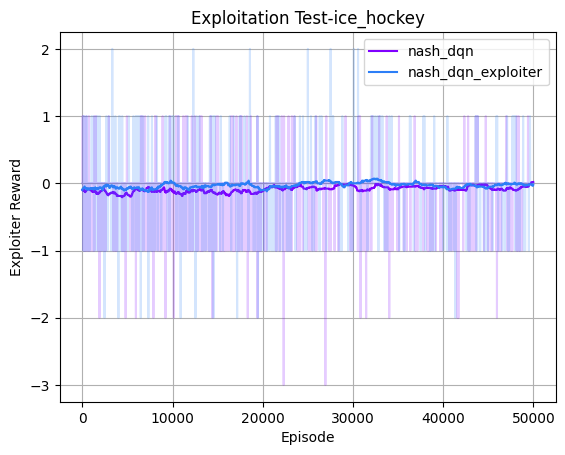 Exploitation Test-ice_hockey
nash_dqn
nash_dqn_exploiter
Exploiter Reward
2
1
0
−1
−2
−3
0
10000
20000
30000
40000
50000
Episode